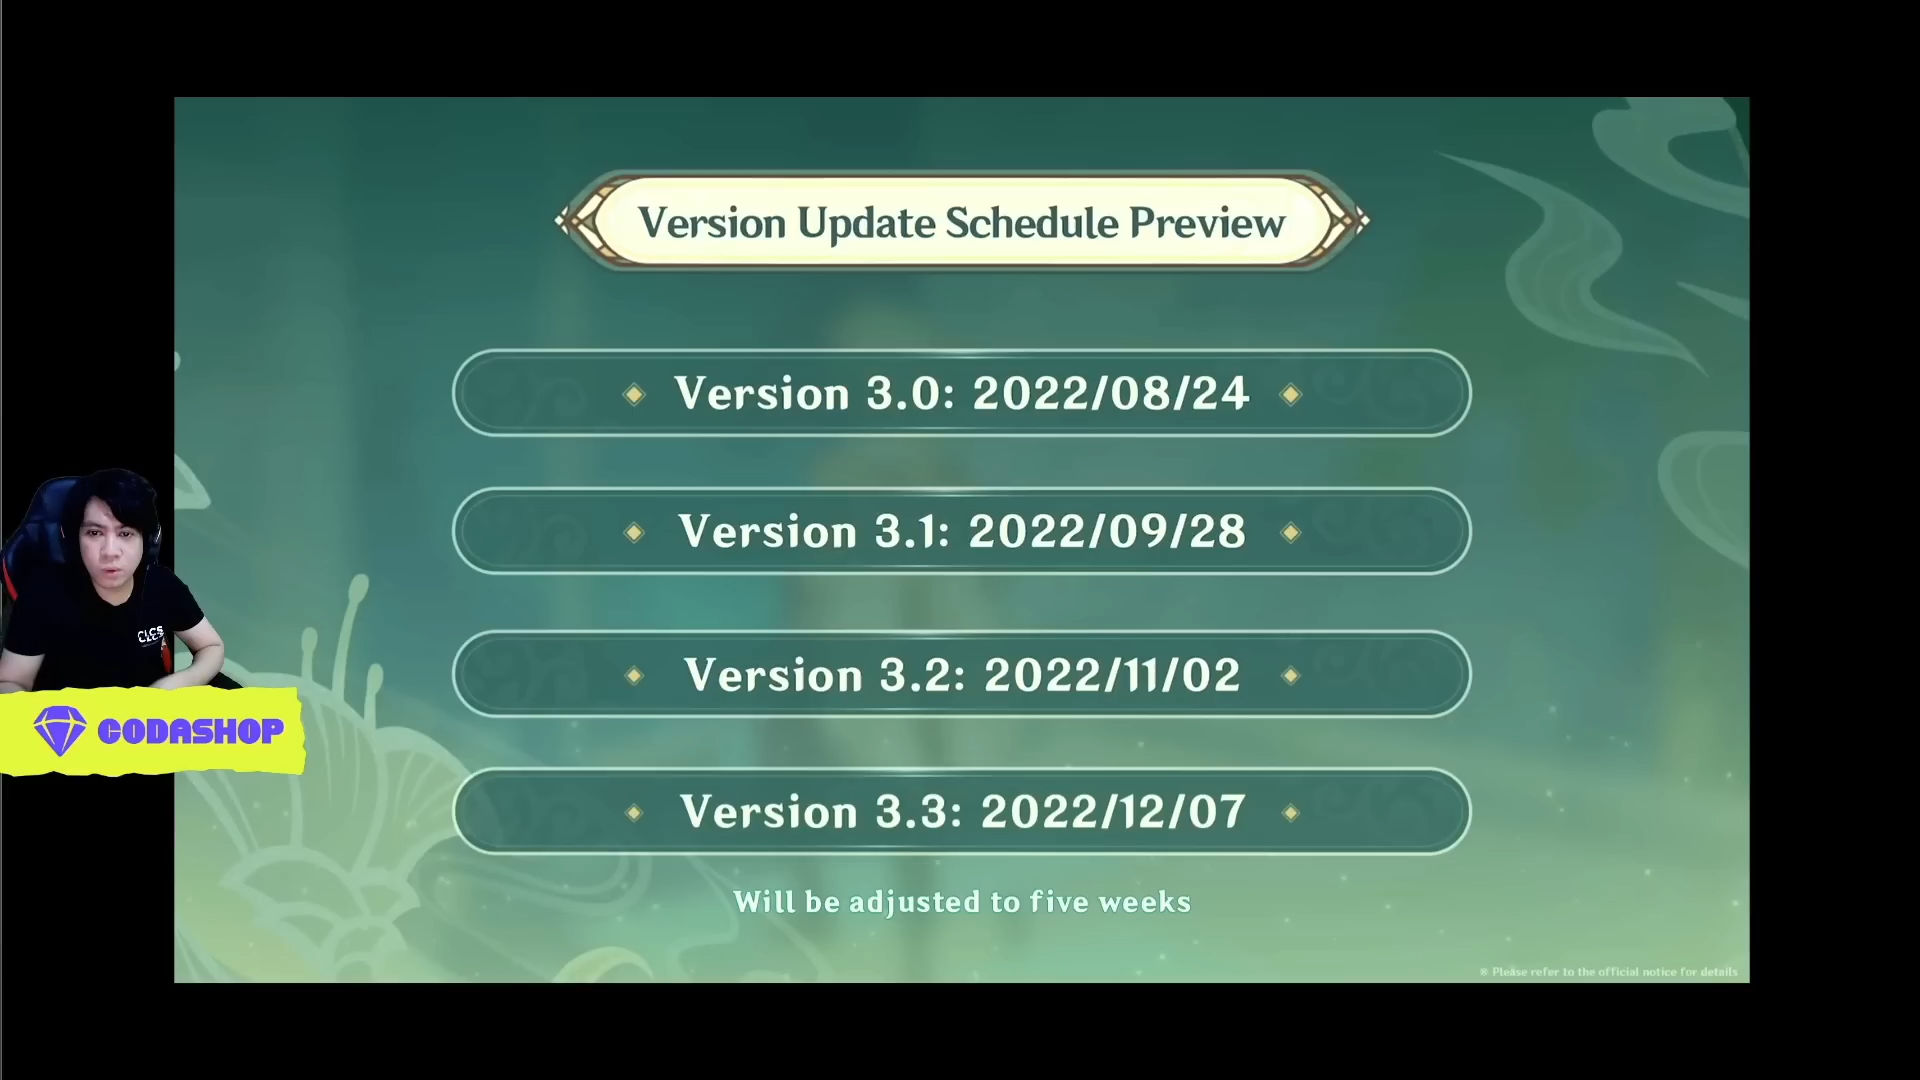 Version Update Schedule Preview
Version 3.0: 2022/08/24
Version 3.1: 2022/09/28
Version 3.2: 2022/11/02
Version 3.3: 2022/12/07
Will be adjusted to five weeks
※ Please refer to the official notice for details
CLCS
CODASHOP